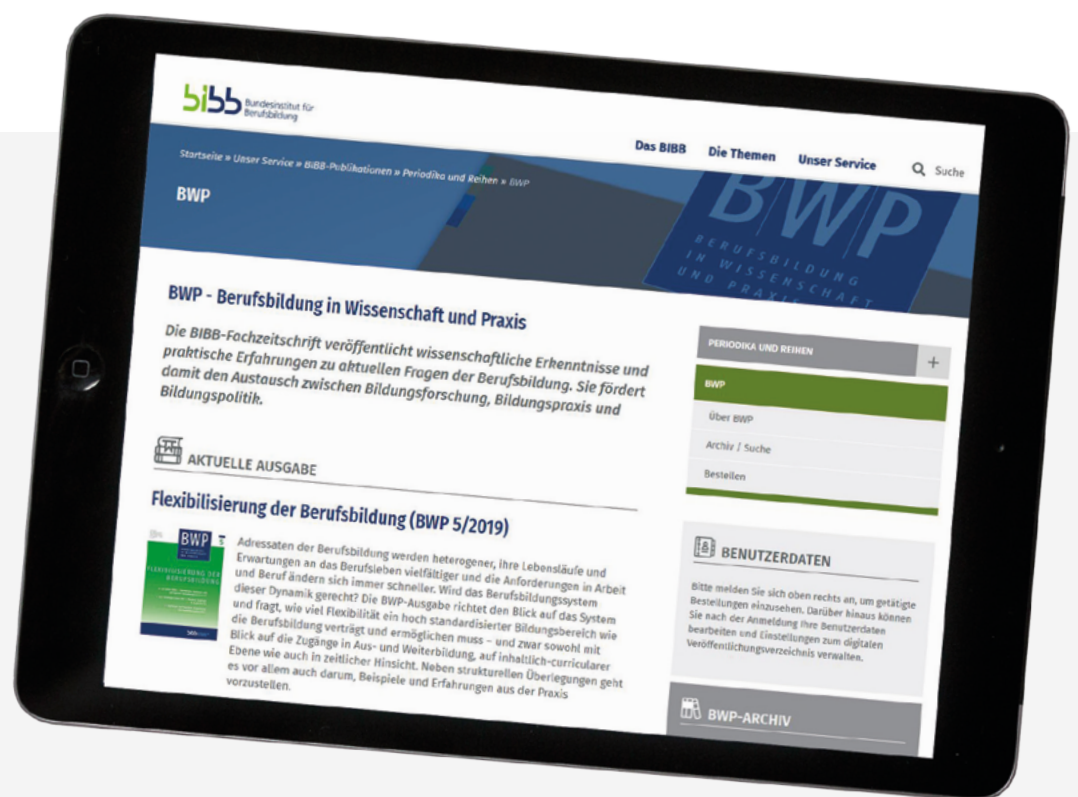 bibb Bundesinstitut für
Berufsbildung
Das BIBB Die Themen Unser Service Suche
Startseite » Unser Service » BIBB-Publikationen » Periodika und Reihen » BWP
BWP
B/W/P
BERUFSBILDUNG
IN WISSENSCHAFT
UND PRAXIS
BWP - Berufsbildung in Wissenschaft und Praxis
Die BIBB-Fachzeitschrift veröffentlicht wissenschaftliche Erkenntnisse und
praktische Erfahrungen zu aktuellen Fragen der Berufsbildung. Sie fördert
damit den Austausch zwischen Bildungsforschung, Bildungspraxis und
Bildungspolitik.
AKTUELLE AUSGABE
Flexibilisierung der Berufsbildung (BWP 5/2019)
BWP
5
FLEXIBILISIERUNG DER
BERUFSBILDUNG
Adressaten der Berufsbildung werden heterogener, ihre Lebensläufe und
Erwartungen an das Berufsleben vielfältiger und die Anforderungen in Arbeit
und Beruf ändern sich immer schneller. Wird das Berufsbildungssystem
dieser Dynamik gerecht? Die BWP-Ausgabe richtet den Blick auf das System
und fragt, wie viel Flexibilität ein hoch standardisierter Bildungsbereich wie
die Berufsbildung verträgt und ermöglichen muss – und zwar sowohl mit
Blick auf die Zugänge in Aus- und Weiterbildung, auf inhaltlich-curricularer
Ebene wie auch in zeitlicher Hinsicht. Neben strukturellen Überlegungen geht
es vor allem auch darum, Beispiele und Erfahrungen aus der Praxis
vorzustellen.
PERIODIKA UND REIHEN +
BWP
Über BWP
Archiv / Suche
Bestellen
BENUTZERDATEN
Bitte melden Sie sich oben rechts an, um getätigte
Bestellungen einzusehen. Darüber hinaus können
Sie nach der Anmeldung Ihre Benutzerdaten
bearbeiten und Einstellungen zum digitalen
Veröffentlichungsverzeichnis verwalten.
BWP-ARCHIV